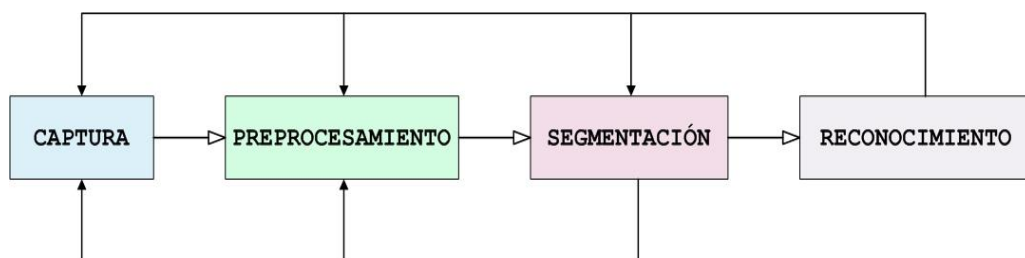 CAPTURA
PREPROCESAMIENTO
SEGMENTACIÓN
RECONOCIMIENTO